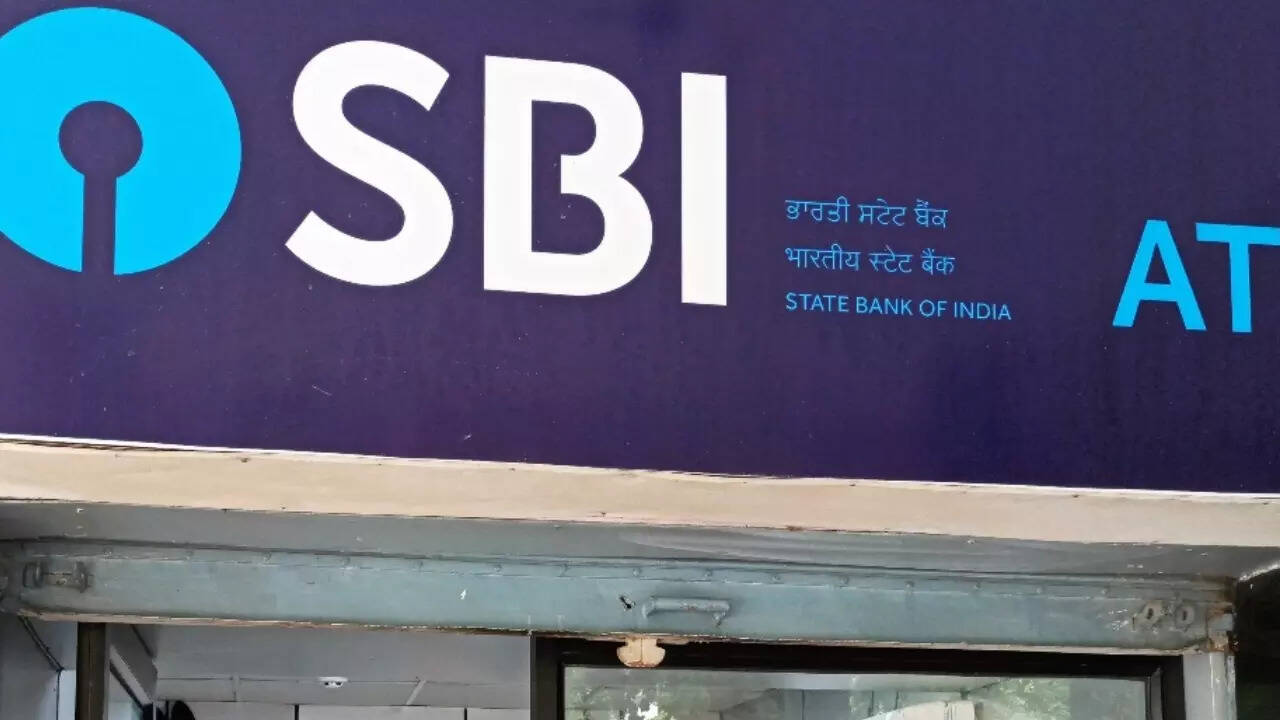 SBI
ਭਾਰਤੀ ਸਟੇਟ ਬੈਂਕ
भारतीय स्टेट बैंक
STATE BANK OF INDIA
AT